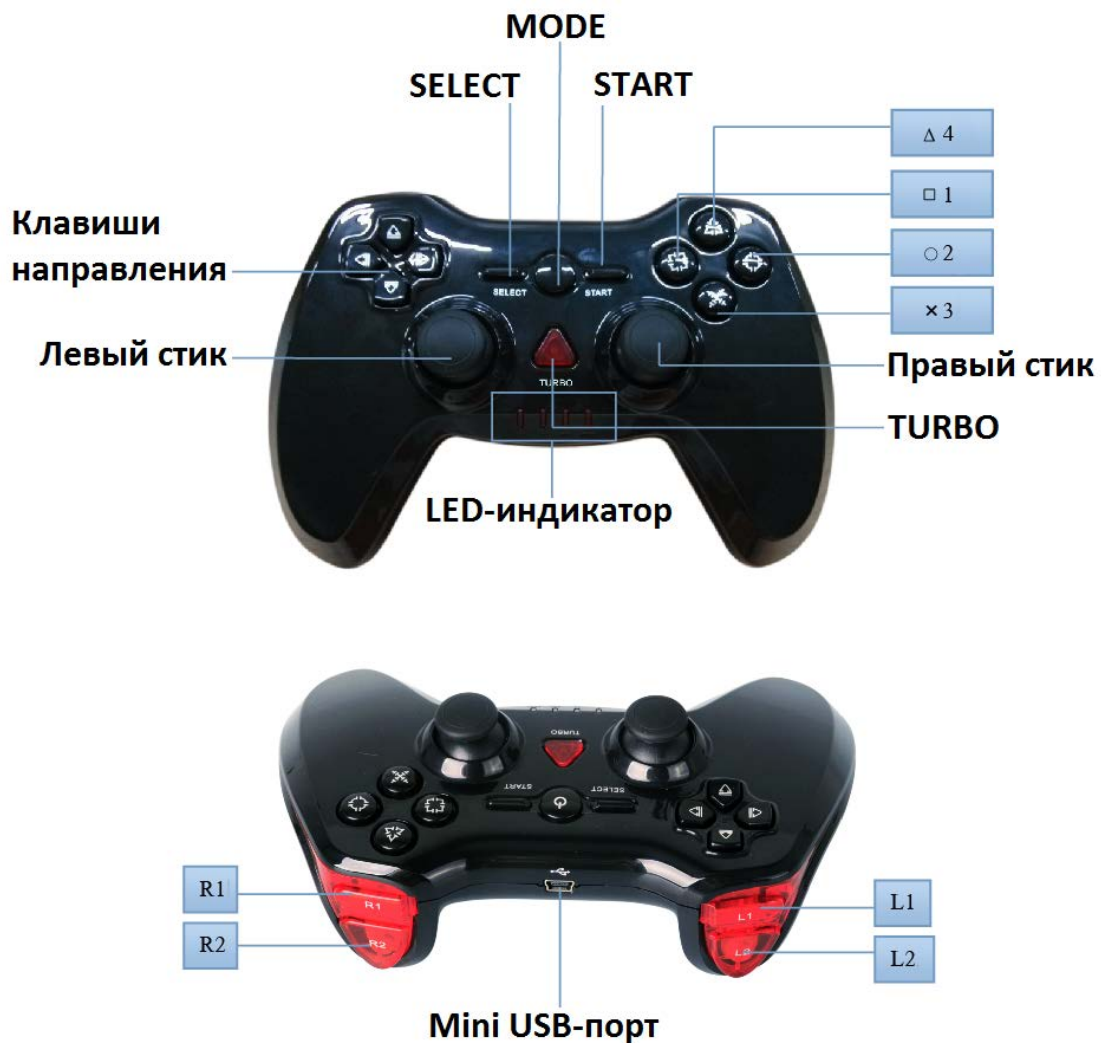 MODE
SELECT START
Δ 4
□ 1
Клавиши
направления
○ 2
× 3
SELECT START
Левый стик
Правый стик
TURBO
TURBO
LED-индикатор
TURBO
START SELECT
R1
R1
L1
L1
R2
R2
L2
L2
Mini USB-порт